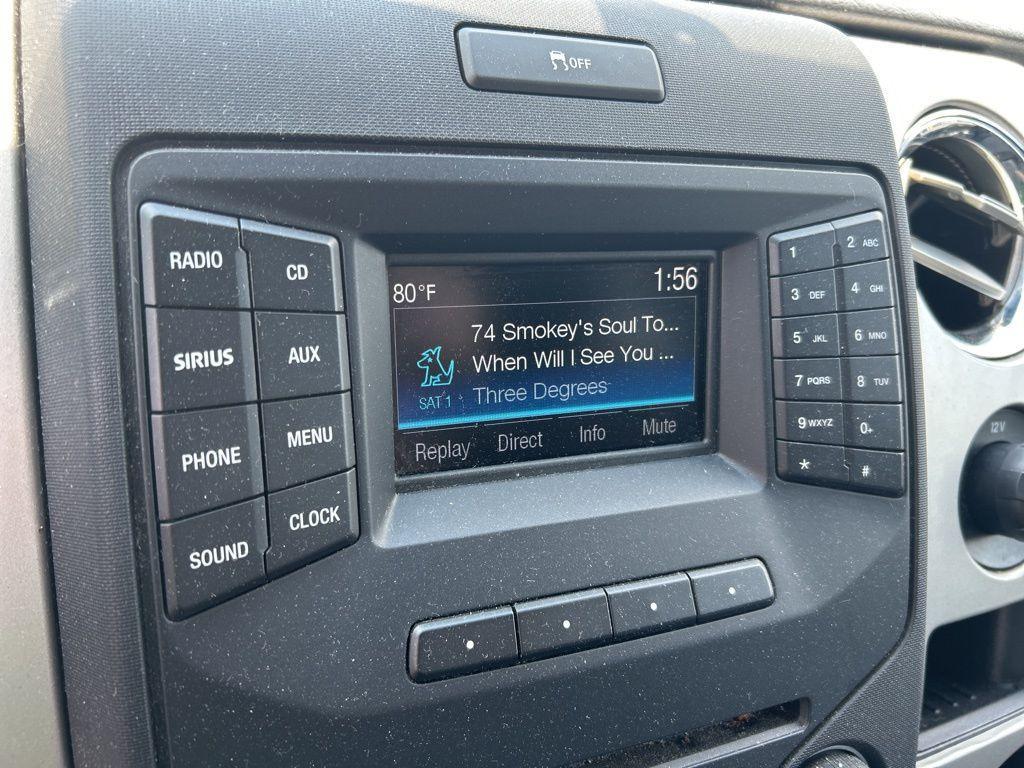 OFF
80°F 1:56
74 Smokey's Soul To...
When Will I See You ...
SAT 1 Three Degrees
Replay Direct Info Mute
RADIO CD
SIRIUS AUX
PHONE MENU
SOUND CLOCK
1 2 ABC
3 DEF 4 GHI
5 JKL 6 MNO
7 PQRS 8 TUV
9 WXYZ 0+
* #
12V